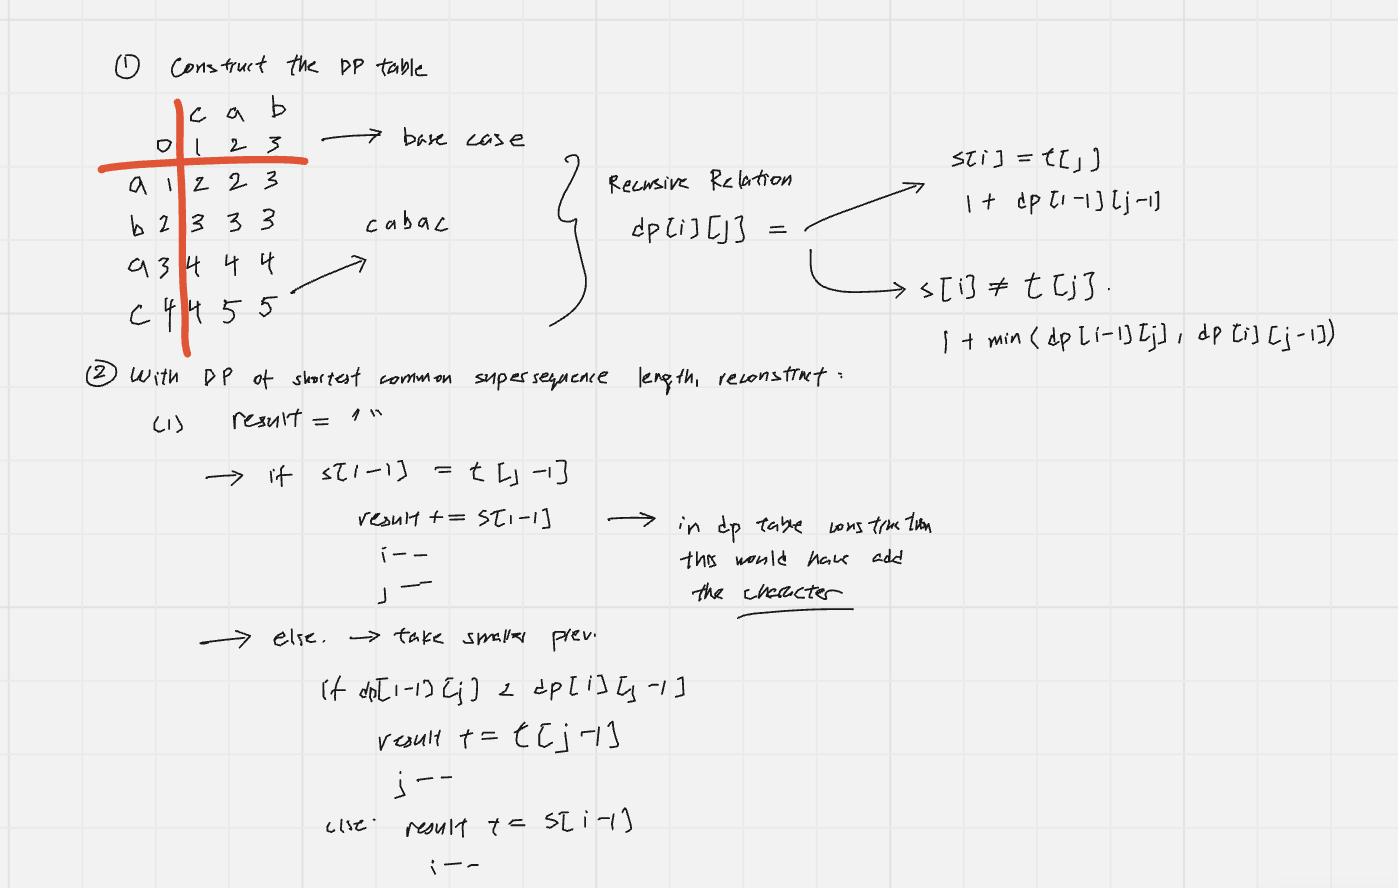 ① Construct the DP table
c a b
0 1 2 3 → base case
a 1 2 2 3
b 2 3 3 3
a 3 4 4 4
c 4 4 5 5
cabac
Recursive Relation
dp[i][j] =
s[i] = t[j]
1 + dp[i-1][j-1]
s[i] ≠ t[j].
1 + min(dp[i-1][j], dp[i][j-1])
② With DP of shortest common supersequence length, reconstruct:
(1) result = ""
→ if s[i-1] = t[j-1]
result += s[i-1] → in dp table construction
i--
this would have add
j--
the character
→ else. → take smaller prev.
if dp[i-1][j] < dp[i][j-1]
result += t[j-1]
j--
else: result += s[i-1]
i--